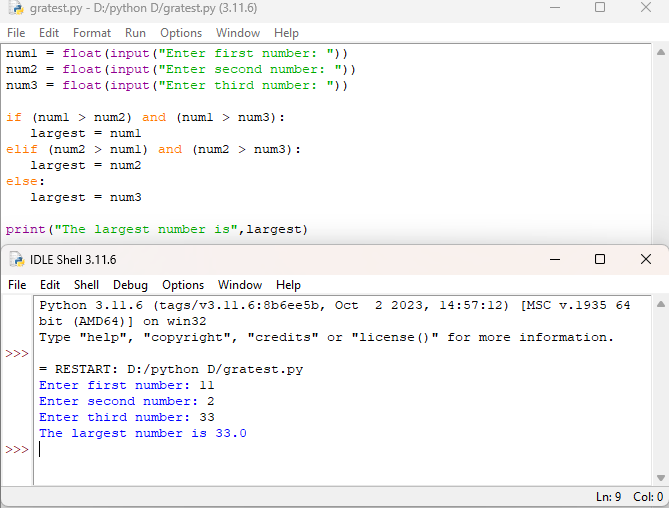 gratest.py - D:/python D/gratest.py (3.11.6)
File Edit Format Run Options Window Help
num1 = float(input("Enter first number: "))
num2 = float(input("Enter second number: "))
num3 = float(input("Enter third number: "))
if (num1 > num2) and (num1 > num3):
   largest = num1
elif (num2 > num1) and (num2 > num3):
   largest = num2
else:
   largest = num3
print("The largest number is",largest)
IDLE Shell 3.11.6
File Edit Shell Debug Options Window Help
Python 3.11.6 (tags/v3.11.6:8b6ee5b, Oct  2 2023, 14:57:12) [MSC v.1935 64
bit (AMD64)] on win32
Type "help", "copyright", "credits" or "license()" for more information.
>>>
= RESTART: D:/python D/gratest.py
Enter first number: 11
Enter second number: 2
Enter third number: 33
The largest number is 33.0
>>>
Ln: 9 Col: 0